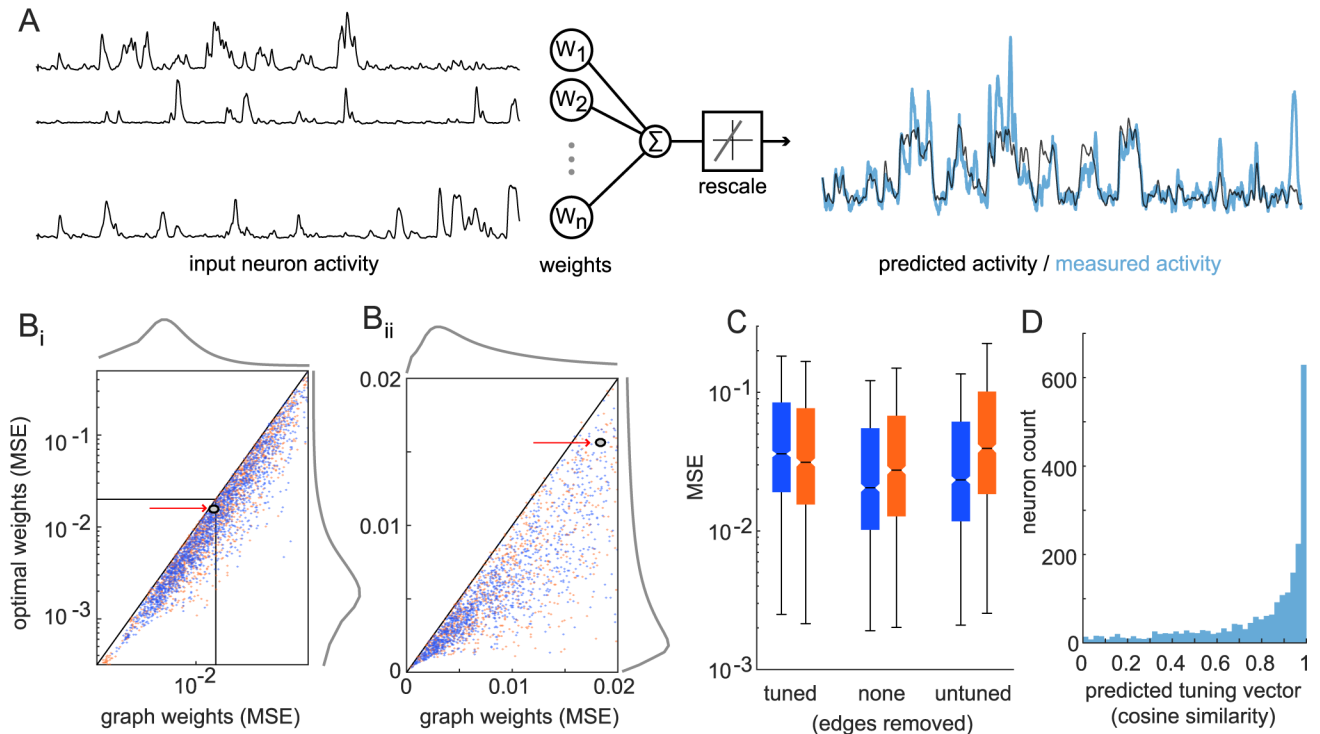 A
W1
W2
Wn
Σ
rescale
input neuron activity
weights
predicted activity / measured activity
Bi
optimal weights (MSE)
10-1
10-2
10-3
10-2
graph weights (MSE)
Bii
0.02
0.01
0
0
0.01
0.02
graph weights (MSE)
C
MSE
10-1
10-2
10-3
tuned
none
untuned
(edges removed)
D
neuron count
600
400
200
0
0
0.2
0.4
0.6
0.8
1
predicted tuning vector
(cosine similarity)